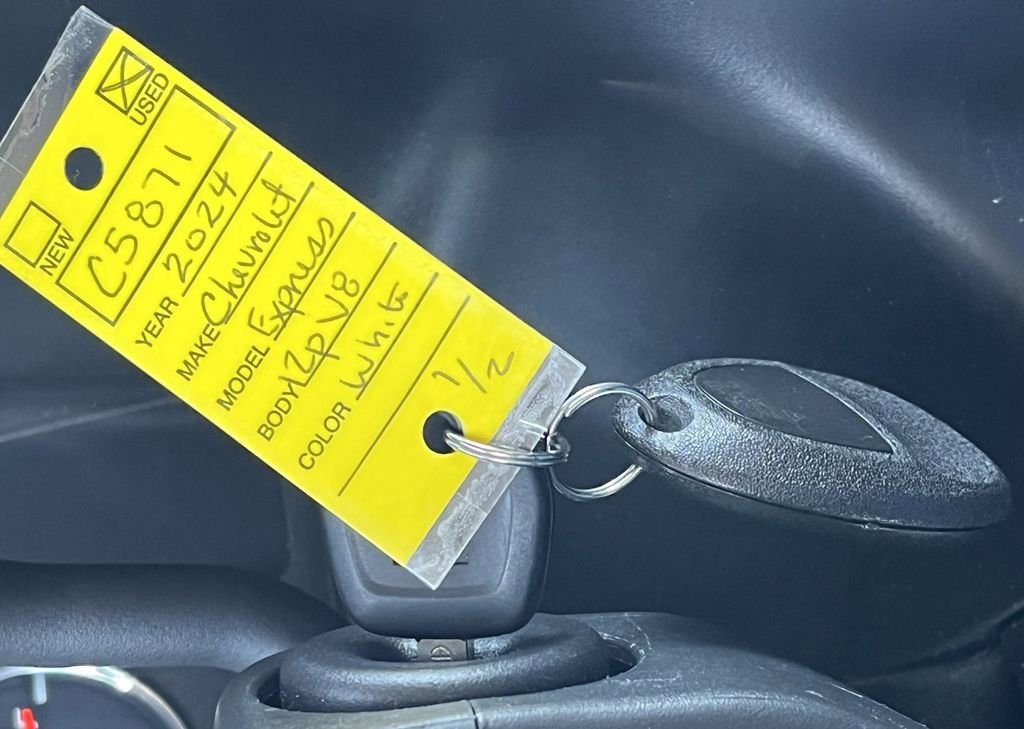 USED
NEW
C5871
YEAR 2024
MAKE Chevrolet
MODEL Express
BODY 12P V8
COLOR White
1/2